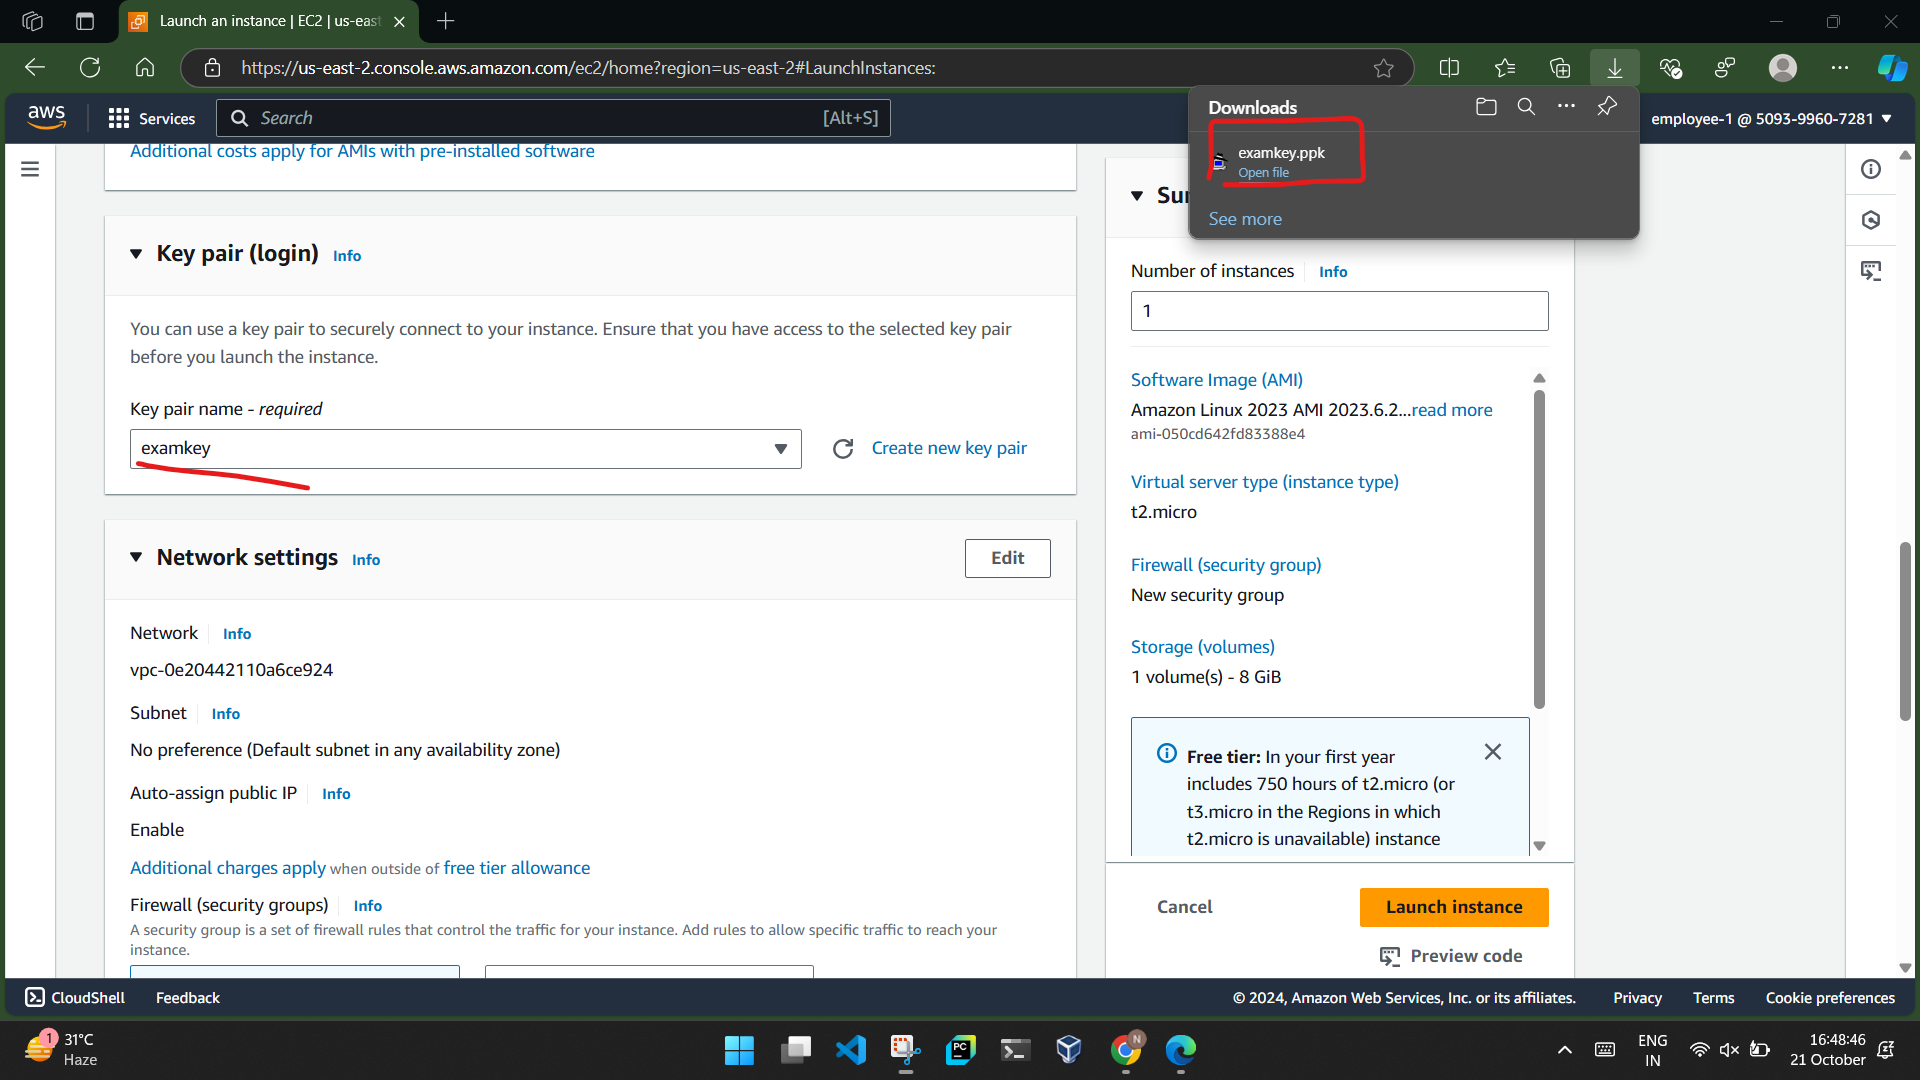 Launch an instance | EC2 | us-east
https://us-east-2.console.aws.amazon.com/ec2/home?region=us-east-2#LaunchInstances:
aws
Services
Search
[Alt+S]
employee-1 @ 5093-9960-7281
Downloads
examkey.ppk
Open file
See more
Additional costs apply for AMIs with pre-installed software
Key pair (login) Info
You can use a key pair to securely connect to your instance. Ensure that you have access to the selected key pair
before you launch the instance.
Key pair name - required
examkey
Create new key pair
Network settings Info
Edit
Network Info
vpc-0e20442110a6ce924
Subnet Info
No preference (Default subnet in any availability zone)
Auto-assign public IP Info
Enable
Additional charges apply when outside of free tier allowance
Firewall (security groups) Info
A security group is a set of firewall rules that control the traffic for your instance. Add rules to allow specific traffic to reach your
instance.
Number of instances Info
1
Software Image (AMI)
Amazon Linux 2023 AMI 2023.6.2...read more
ami-050cd642fd83388e4
Virtual server type (instance type)
t2.micro
Firewall (security group)
New security group
Storage (volumes)
1 volume(s) - 8 GiB
Free tier: In your first year
includes 750 hours of t2.micro (or
t3.micro in the Regions in which
t2.micro is unavailable) instance
Cancel
Launch instance
Preview code
CloudShell
Feedback
© 2024, Amazon Web Services, Inc. or its affiliates.
Privacy
Terms
Cookie preferences
1
31°C
Haze
PC
N
ENG
IN
16:48:46
21 October